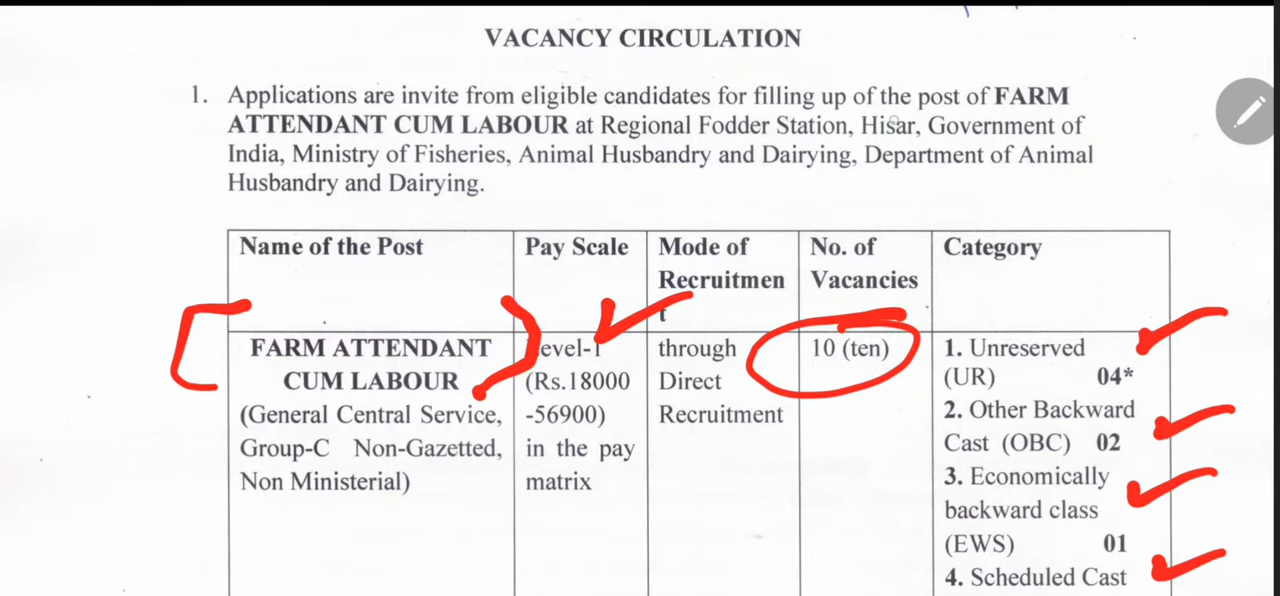 VACANCY CIRCULATION
1. Applications are invite from eligible candidates for filling up of the post of FARM
ATTENDANT CUM LABOUR at Regional Fodder Station, Hisar, Government of
India, Ministry of Fisheries, Animal Husbandry and Dairying, Department of Animal
Husbandry and Dairying.
Name of the Post
Pay Scale
Mode of
Recruitmen
t
No. of
Vacancies
Category
FARM ATTENDANT
CUM LABOUR
(General Central Service,
Group-C Non-Gazetted,
Non Ministerial)
Level-1
(Rs.18000
-56900)
in the pay
matrix
through
Direct
Recruitment
10 (ten)
1. Unreserved
(UR) 04*
2. Other Backward
Cast (OBC) 02
3. Economically
backward class
(EWS) 01
4. Scheduled Cast